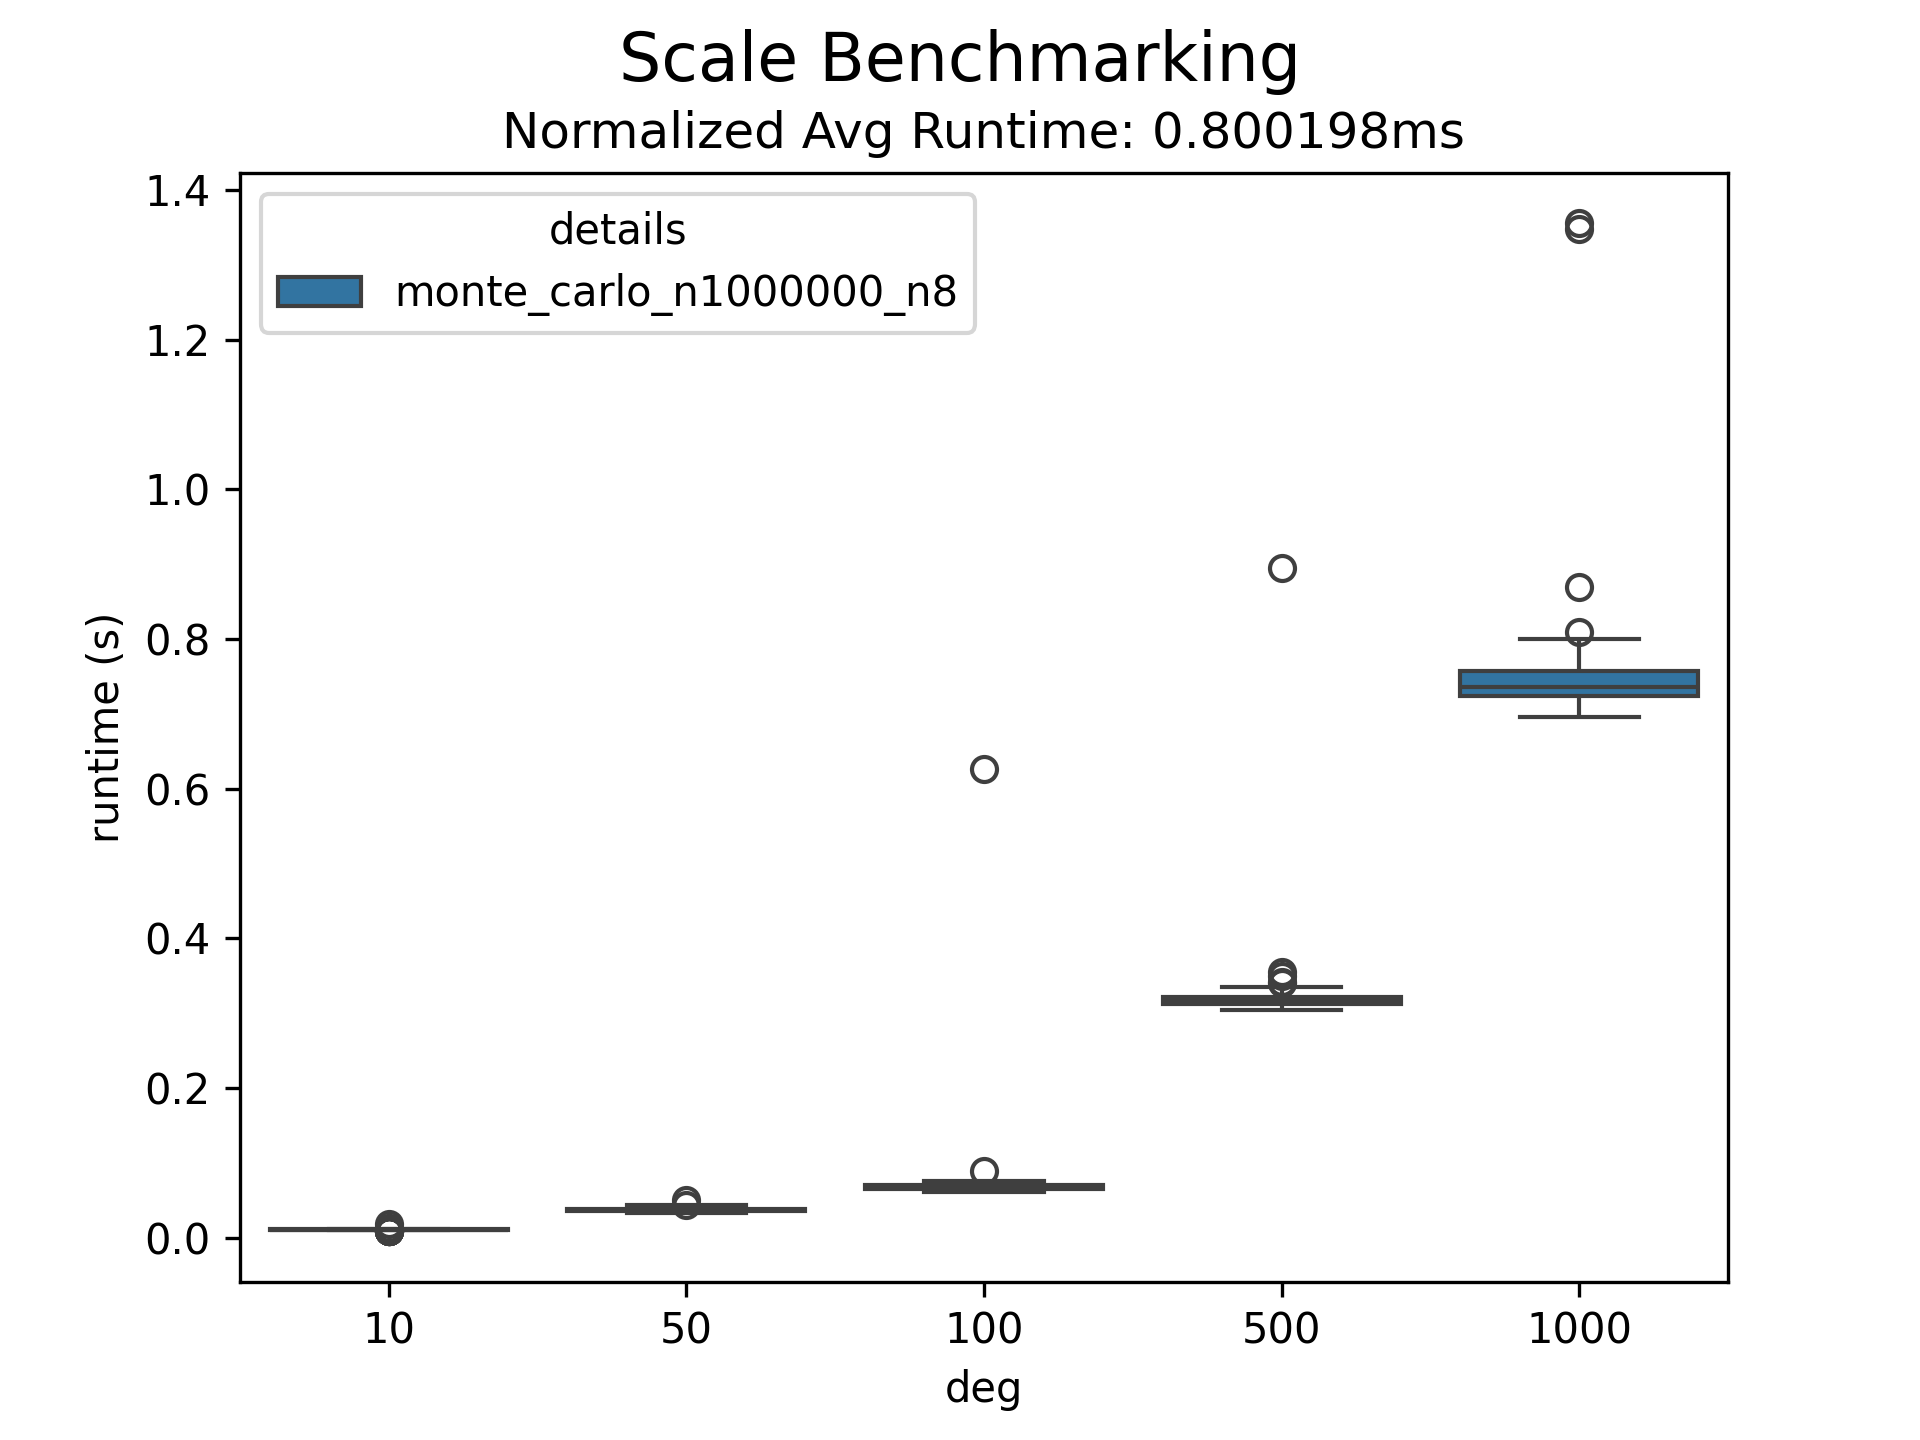 Scale Benchmarking
Normalized Avg Runtime: 0.800198ms
details
monte_carlo_n1000000_n8
runtime (s)
1.4
1.2
1.0
0.8
0.6
0.4
0.2
0.0
10 50 100 500 1000
deg